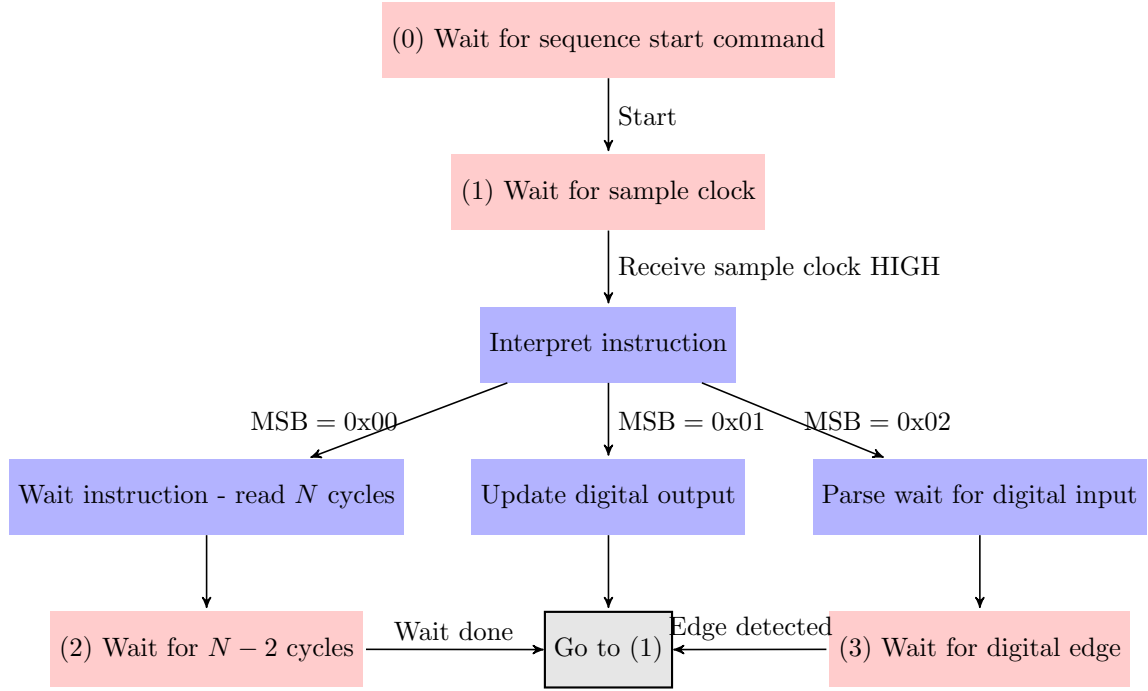 (0) Wait for sequence start command
Start
(1) Wait for sample clock
Receive sample clock HIGH
Interpret instruction
MSB = 0x00
MSB = 0x01
MSB = 0x02
Wait instruction - read N cycles
Update digital output
Parse wait for digital input
(2) Wait for N − 2 cycles
Wait done
Go to (1)
Edge detected
(3) Wait for digital edge